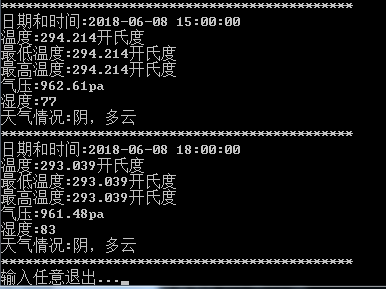 **************************************************
日期和时间:2018-06-08 15:00:00
温度:294.214开氏度
最低温度:294.214开氏度
最高温度:294.214开氏度
气压:962.61pa
湿度:77
天气情况:阴，多云
**************************************************
日期和时间:2018-06-08 18:00:00
温度:293.039开氏度
最低温度:293.039开氏度
最高温度:293.039开氏度
气压:961.48pa
湿度:83
天气情况:阴，多云
**************************************************
输入任意退出...